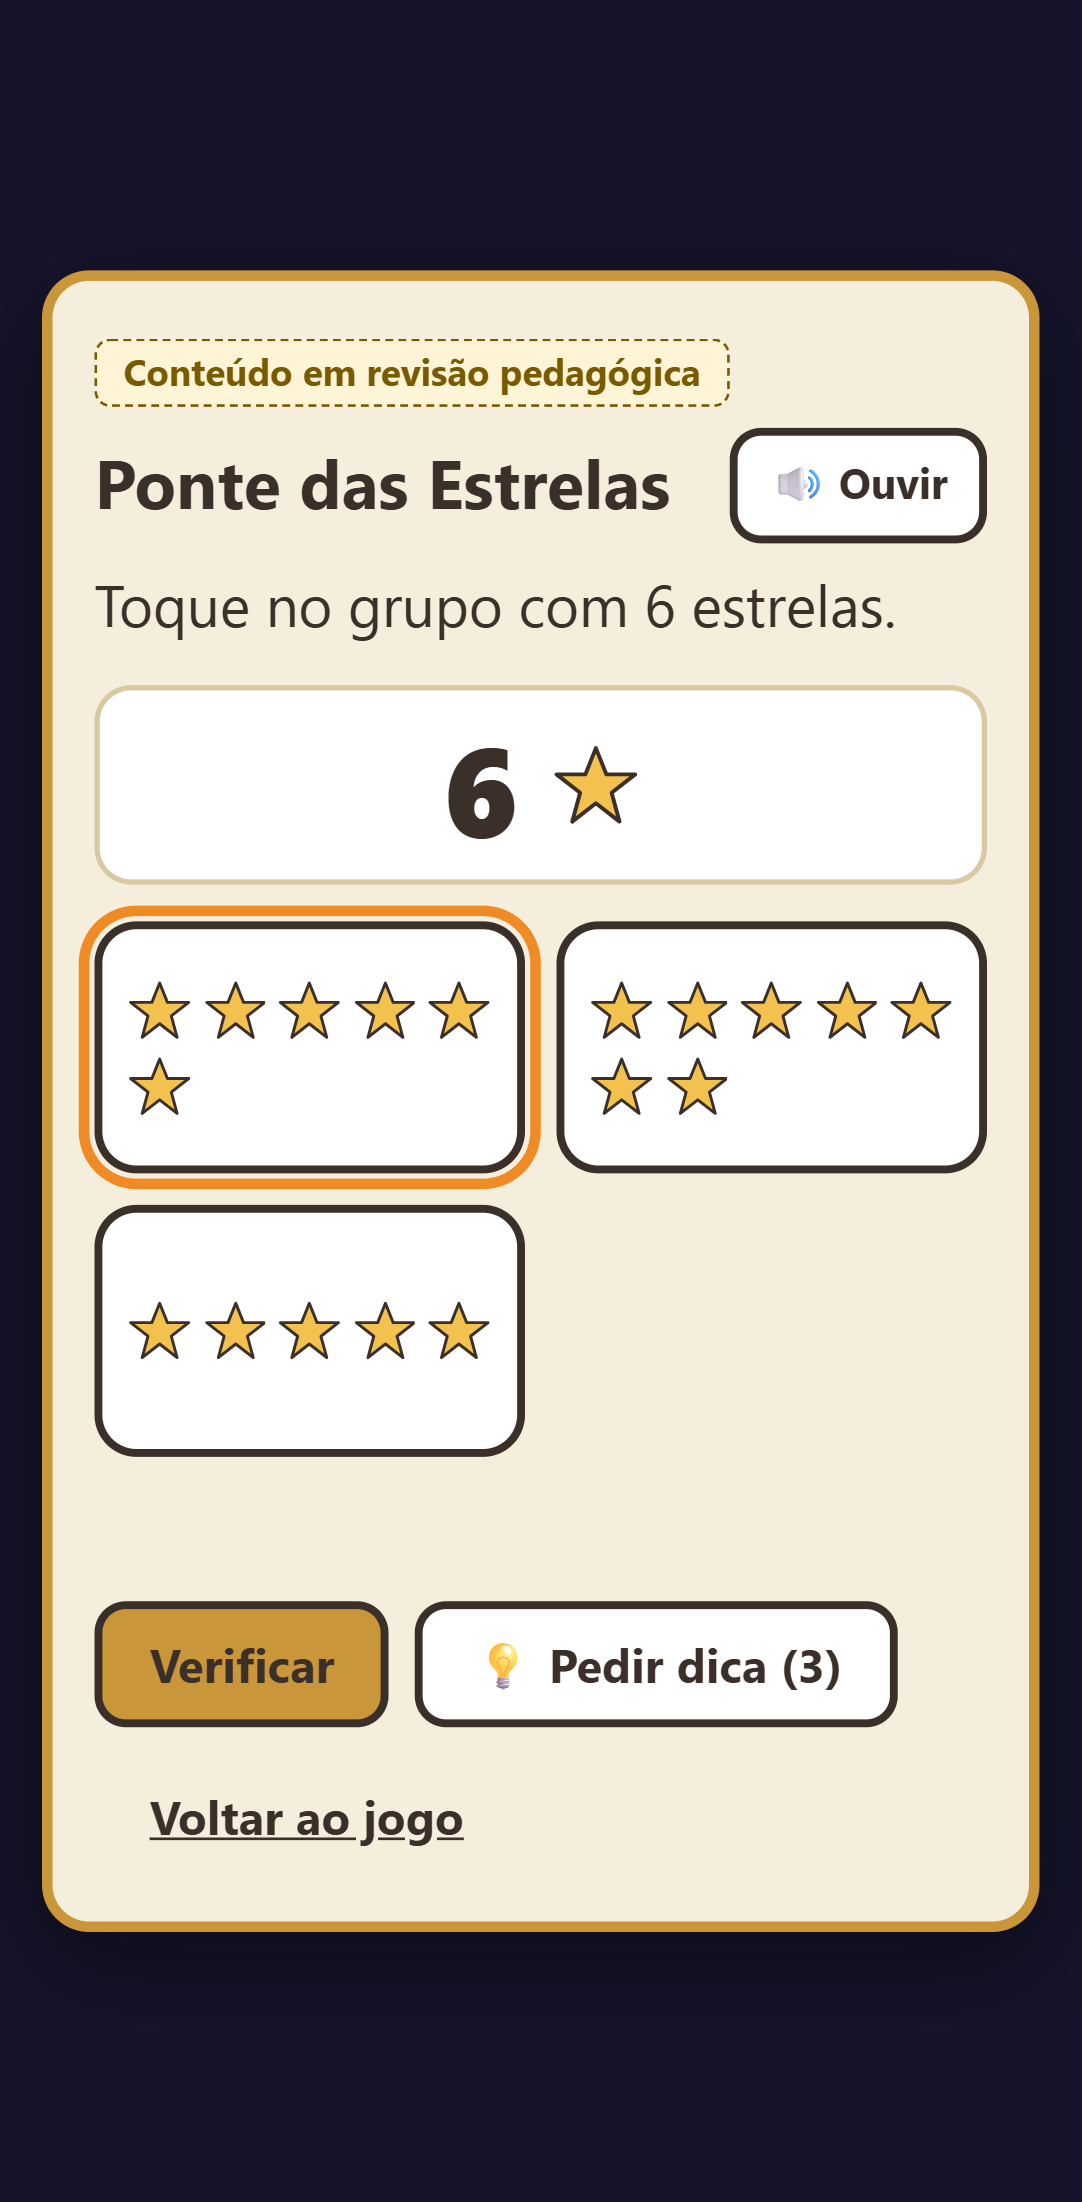 Conteúdo em revisão pedagógica
Ponte das Estrelas
Ouvir
Toque no grupo com 6 estrelas.
6
Verificar
Pedir dica (3)
Voltar ao jogo